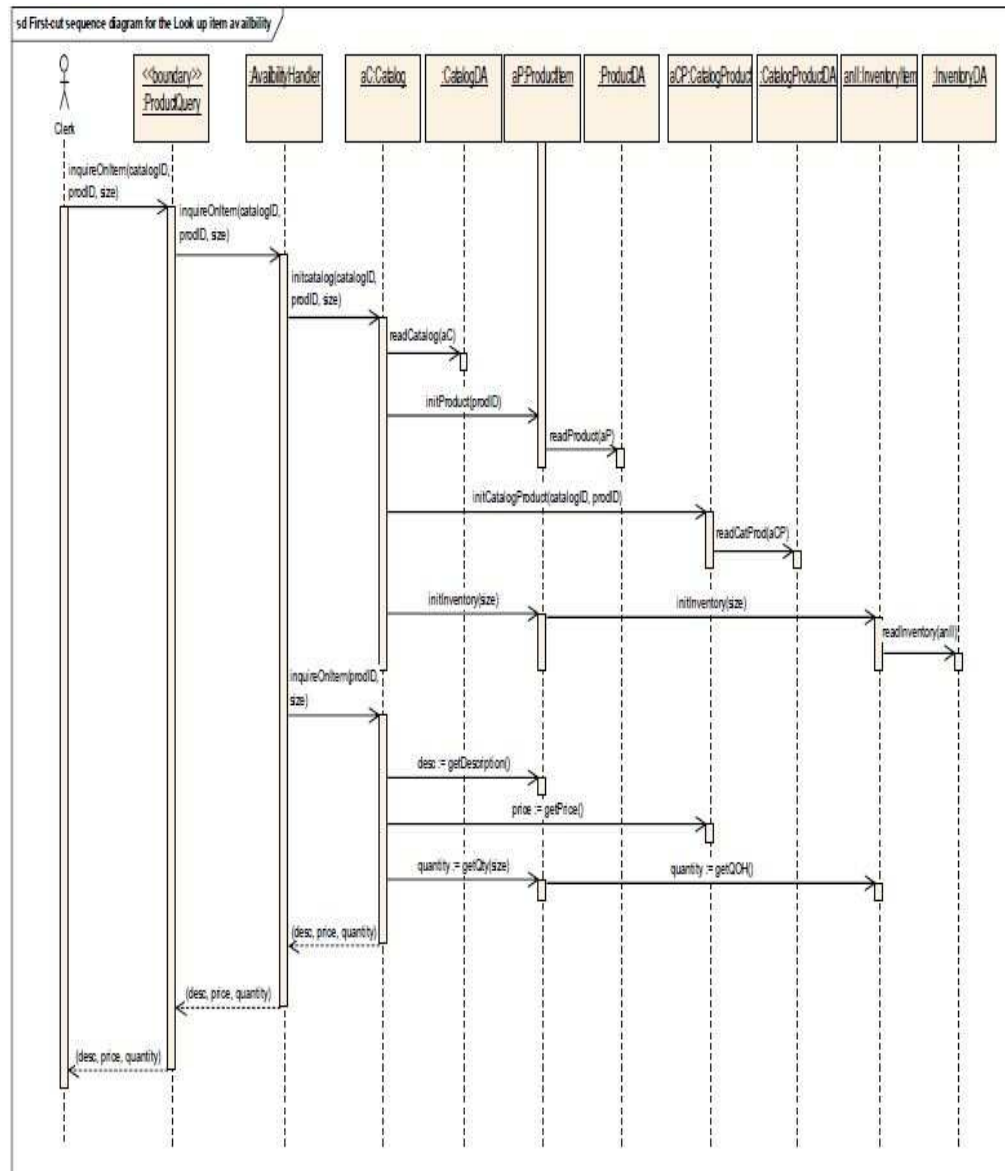 sd First-cut sequence diagram for the Look up item availbility
<<boundary>>
:ProductQuery
:AvailbilityHandler
aC:Catalog
:CatalogDA
aP:ProductItem
:ProductDA
aCP:CatalogProduct
:CatalogProductDA
anII:InventoryItem
:InventoryDA
Clerk
inquireOnItem(catalogID,
prodID, size)
inquireOnItem(catalogID,
prodID, size)
initcatalog(catalogID,
prodID, size)
readCatalog(aC)
initProduct(prodID)
readProduct(aP)
initCatalogProduct(catalogID, prodID)
readCatProd(aCP)
initInventory(size)
initInventory(size)
readInventory(anII)
inquireOnItem(prodID,
size)
desc := getDescription()
price := getPrice()
quantity := getQty(size)
quantity := getQOH()
(desc, price, quantity)
(desc, price, quantity)
(desc, price, quantity)